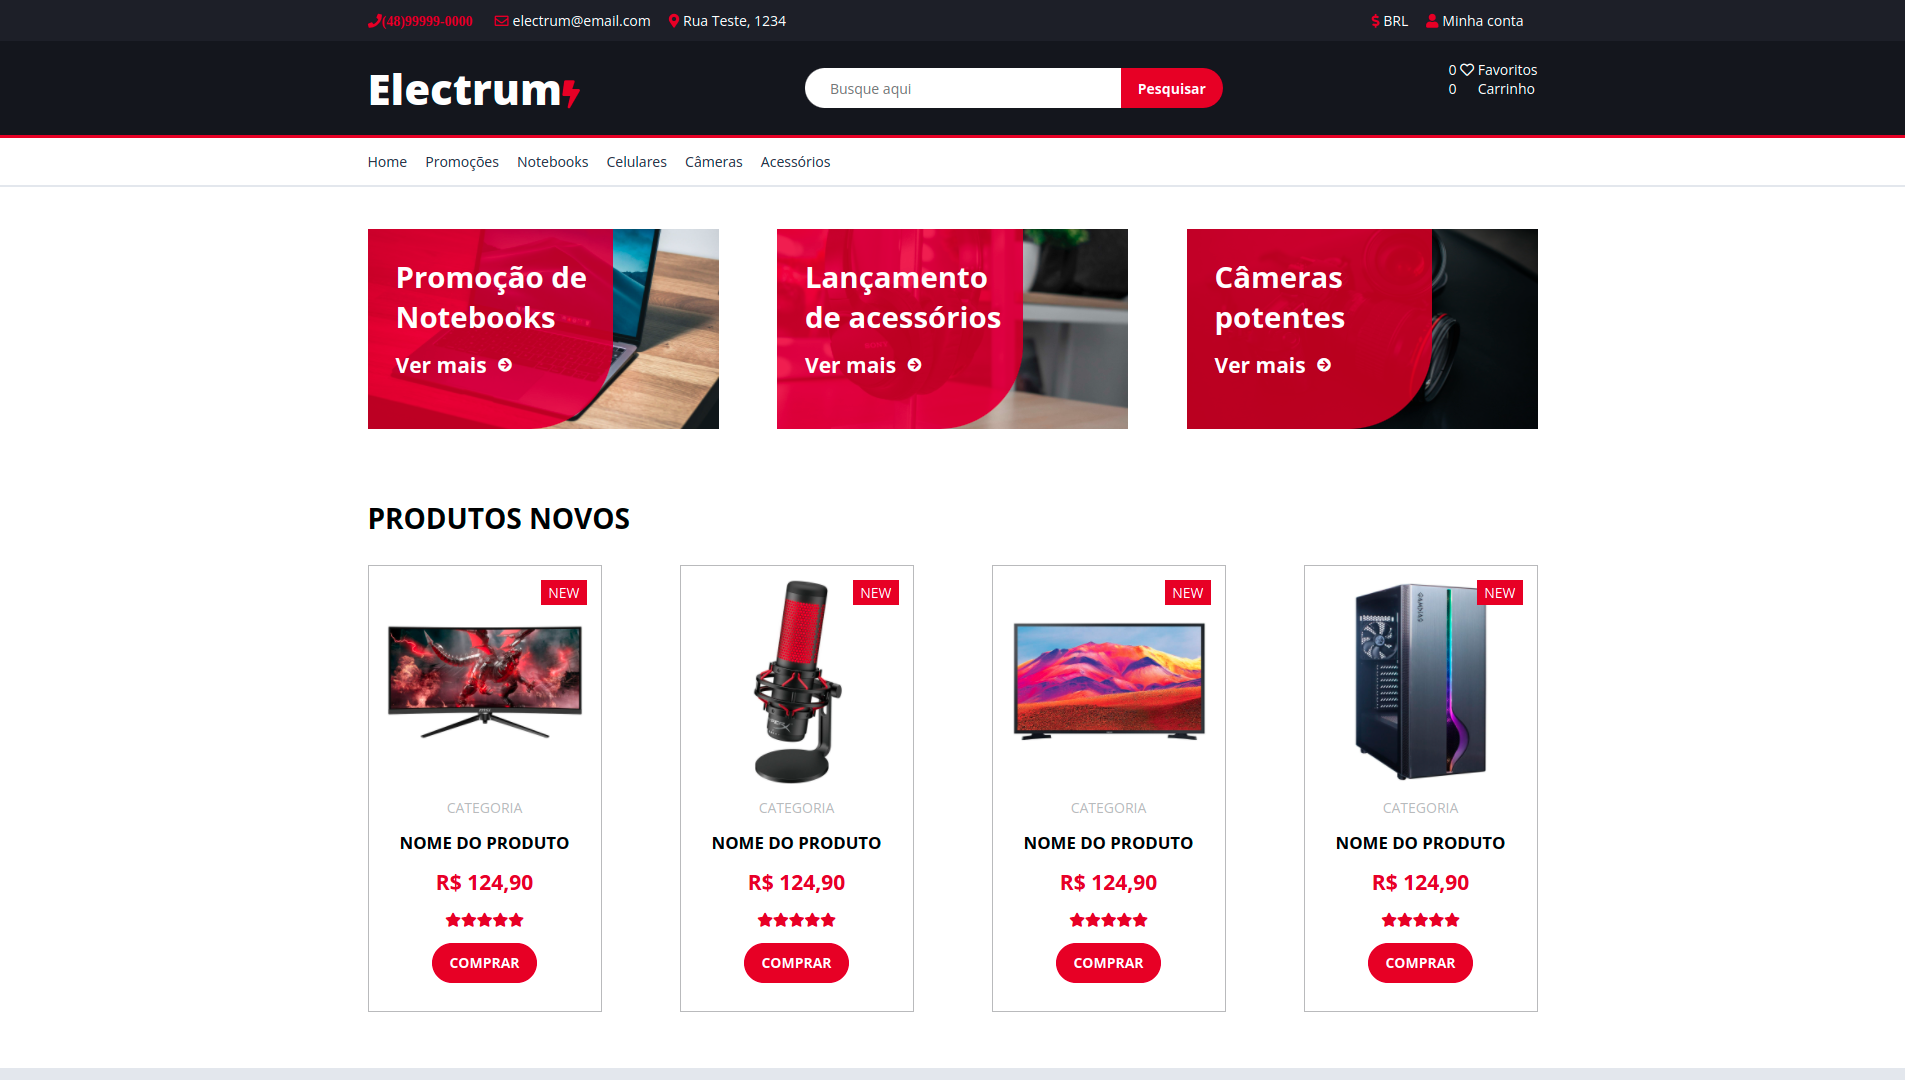 (48)99999-0000 electrum@email.com Rua Teste, 1234 BRL Minha conta
Electrum
Busque aqui Pesquisar
0 Favoritos
0 Carrinho
Home Promoções Notebooks Celulares Câmeras Acessórios
Promoção de
Notebooks
Ver mais
Lançamento
de acessórios
Ver mais
Câmeras
potentes
Ver mais
PRODUTOS NOVOS
NEW
CATEGORIA
NOME DO PRODUTO
R$ 124,90
COMPRAR
NEW
CATEGORIA
NOME DO PRODUTO
R$ 124,90
COMPRAR
NEW
CATEGORIA
NOME DO PRODUTO
R$ 124,90
COMPRAR
NEW
GAMDIAS
CATEGORIA
NOME DO PRODUTO
R$ 124,90
COMPRAR